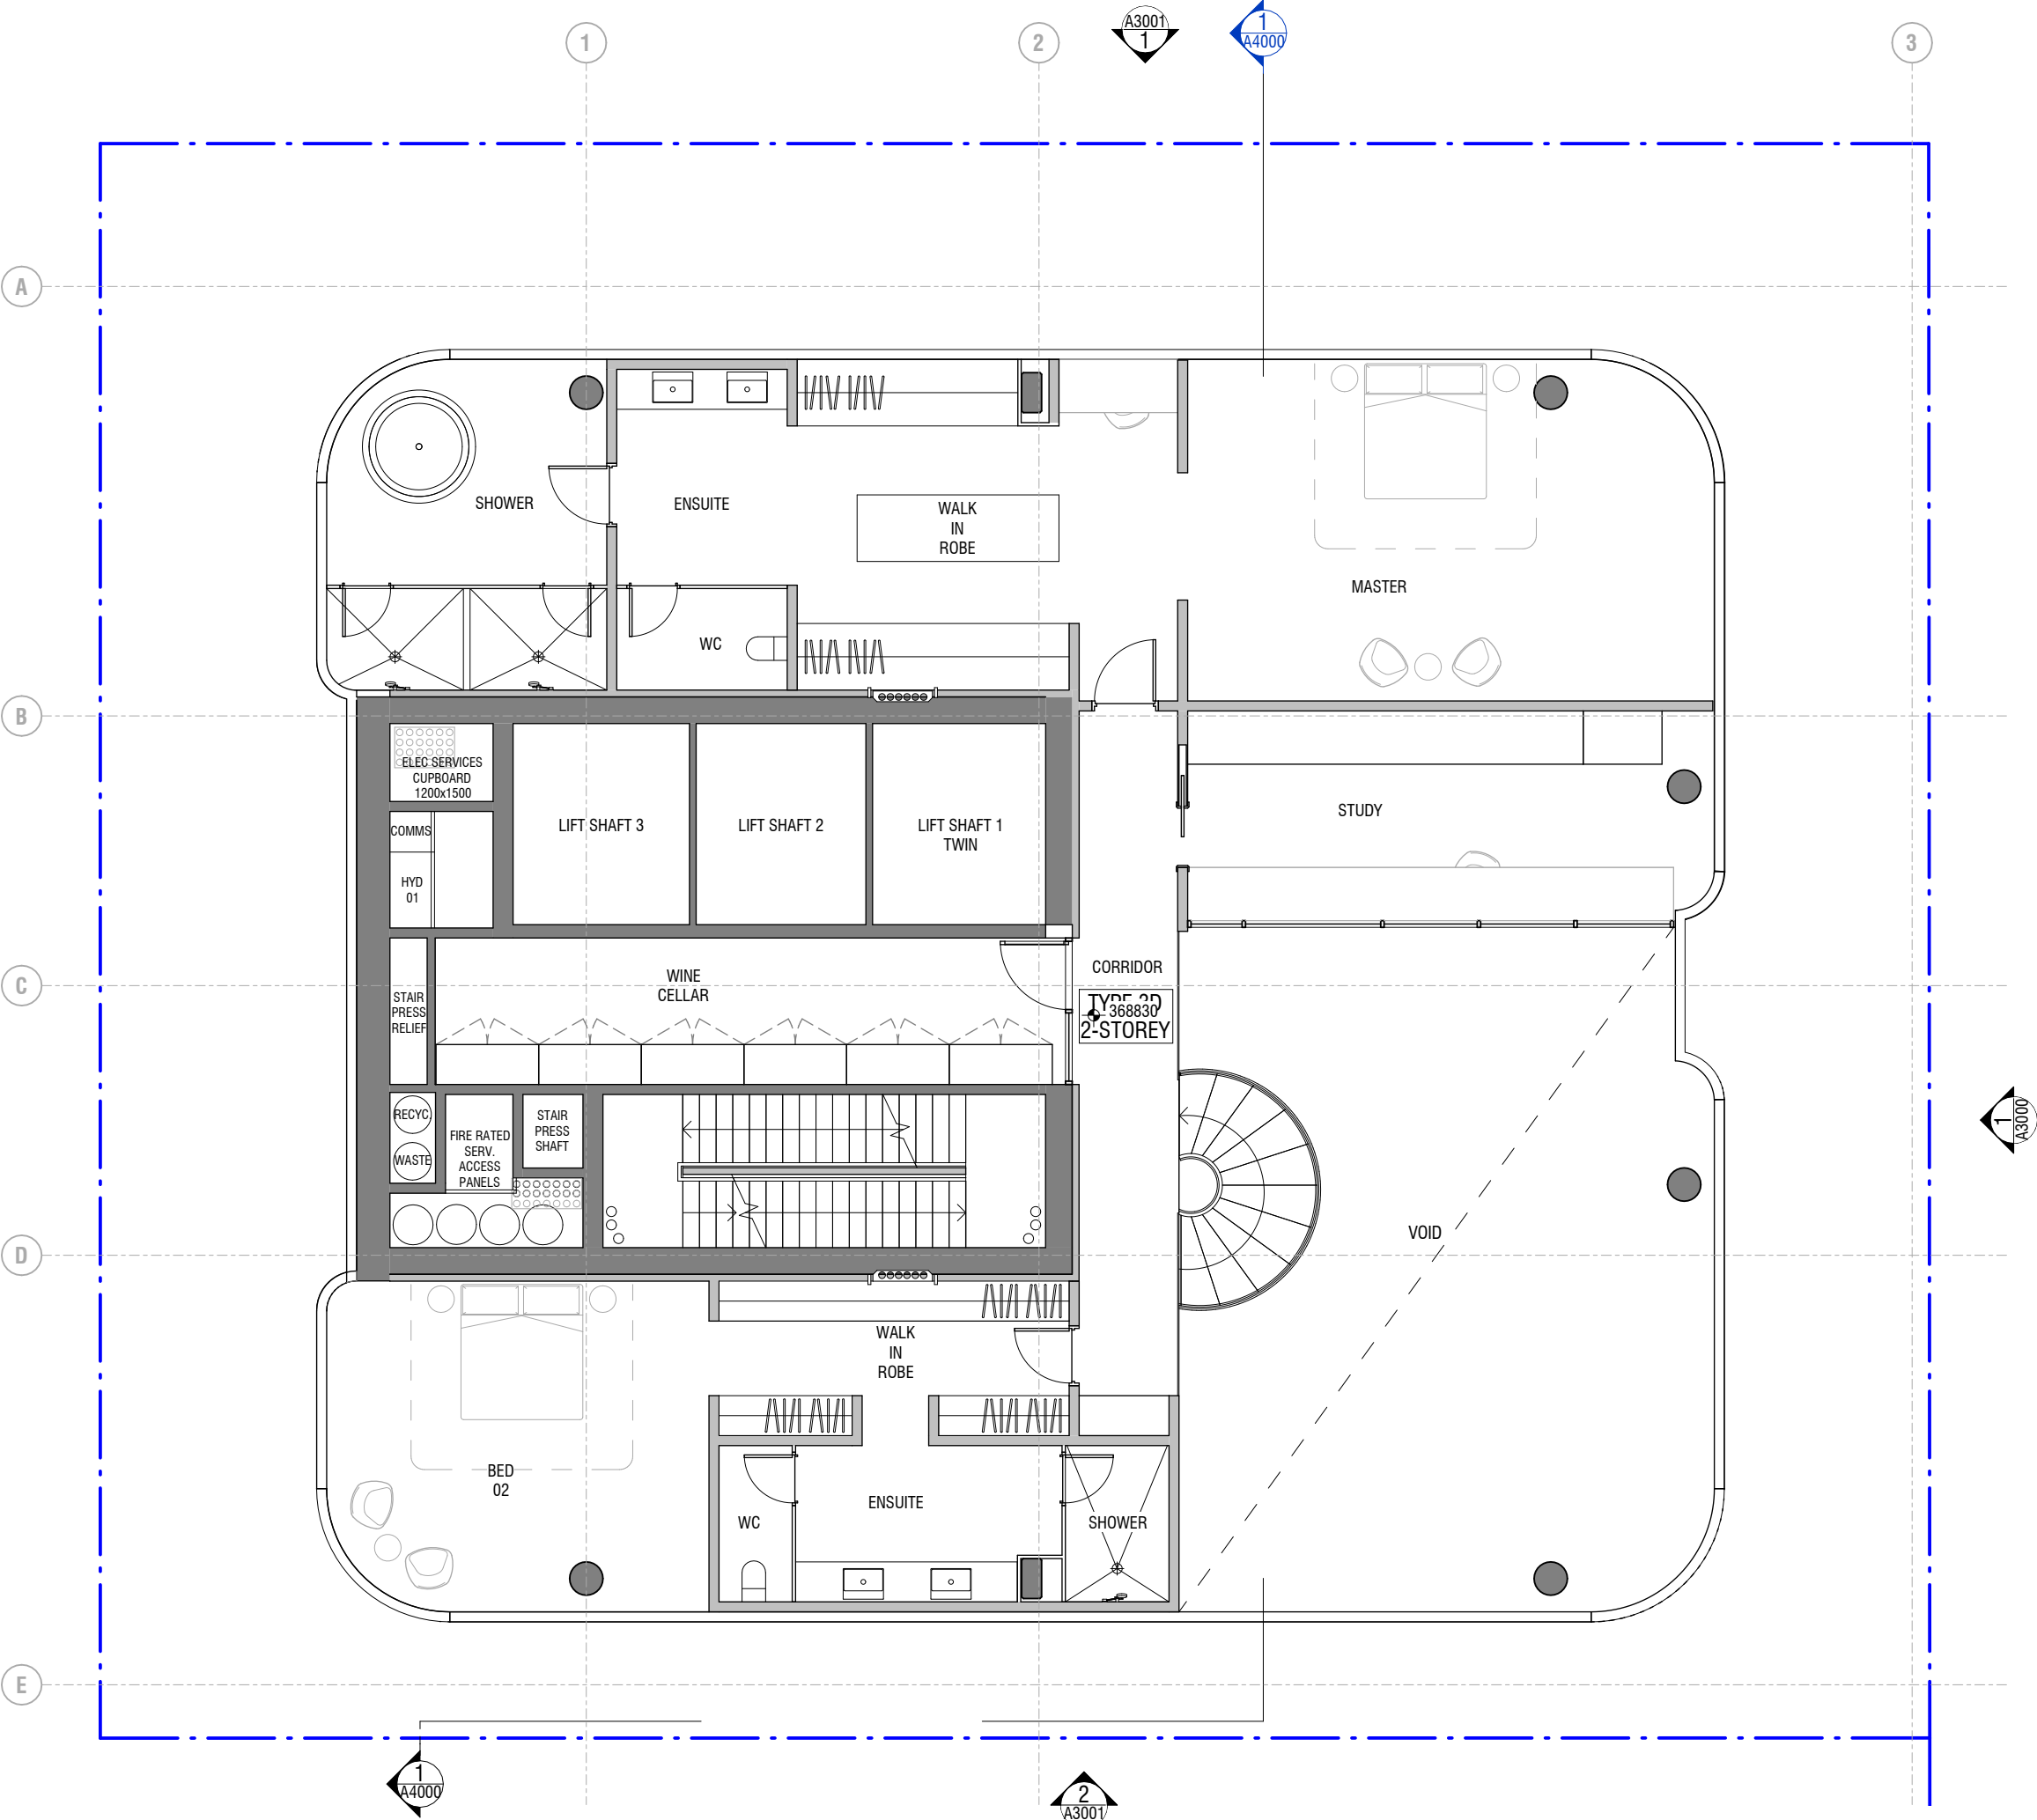 A3001
1
1
A4000
1
2
3
A
SHOWER
ENSUITE
WALK
IN
ROBE
MASTER
WC
B
ELEC SERVICES
CUPBOARD
1200x1500
COMMS
HYD
01
LIFT SHAFT 3
LIFT SHAFT 2
LIFT SHAFT 1
TWIN
STUDY
C
WINE
CELLAR
CORRIDOR
STAIR
PRESS
RELIEF
TYPE 3D
368830
2-STOREY
RECYC.
WASTE
FIRE RATED
SERV.
ACCESS
PANELS
STAIR
PRESS
SHAFT
1
A3000
D
VOID
WALK
IN
ROBE
BED
02
WC
ENSUITE
SHOWER
E
1
A4000
2
A3001